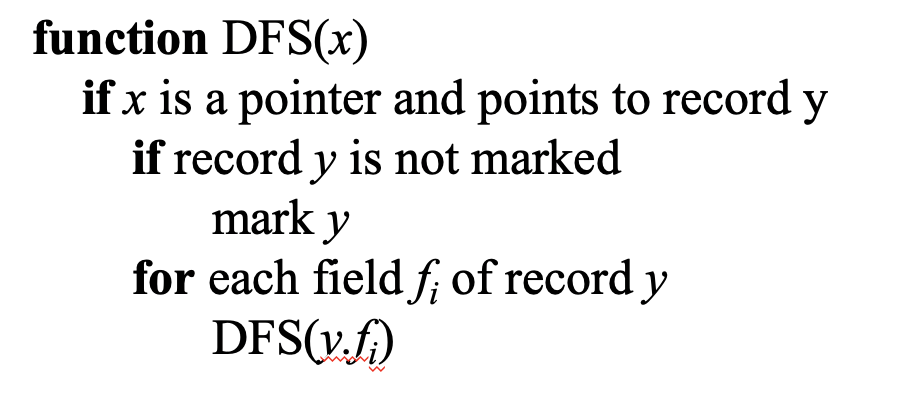 function DFS(x)
if x is a pointer and points to record y
if record y is not marked
mark y
for each field fᵢ of record y
DFS(y.fᵢ)